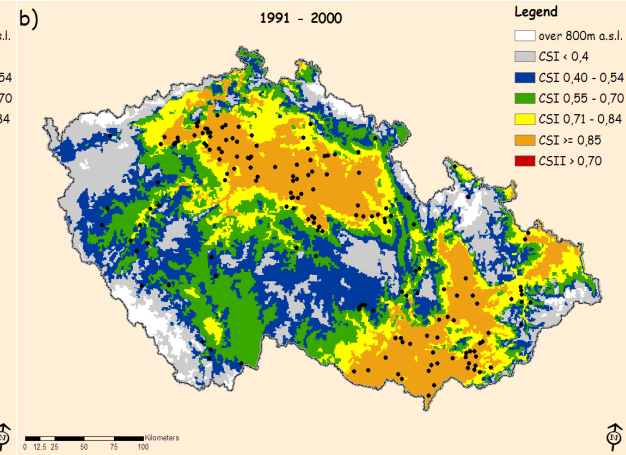 b)
1991 - 2000
Legend
over 800m a.s.l.
CSI < 0,4
CSI 0,40 - 0,54
CSI 0,55 - 0,70
CSI 0,71 - 0,84
CSI >= 0,85
CSII > 0,70
s.l.
54
70
84
Kilometers
0 12,5 25 50 75 100
N
N